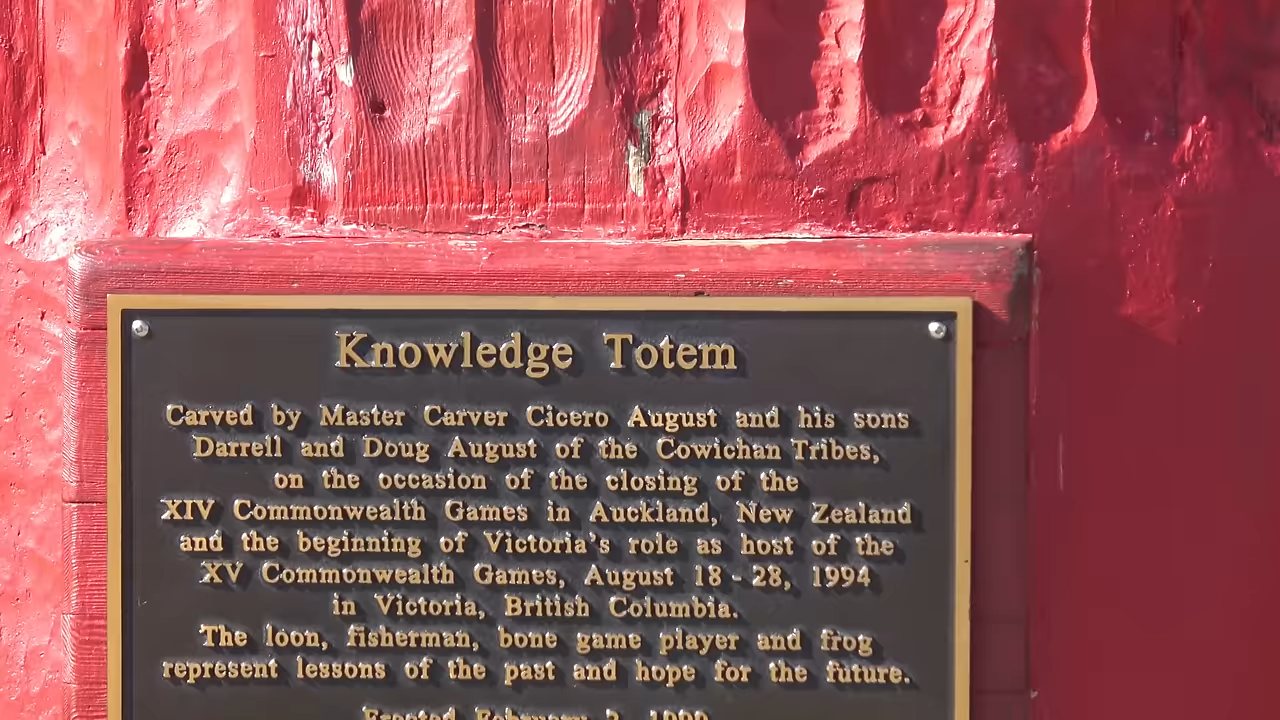 Knowledge Totem
Carved by Master Carver Cicero August and his sons
Darrell and Doug August of the Cowichan Tribes,
on the occasion of the closing of the
XIV Commonwealth Games in Auckland, New Zealand
and the beginning of Victoria's role as host of the
XV Commonwealth Games, August 18 - 28, 1994
in Victoria, British Columbia.
The loon, fisherman, bone game player and frog
represent lessons of the past and hope for the future.
Erected February